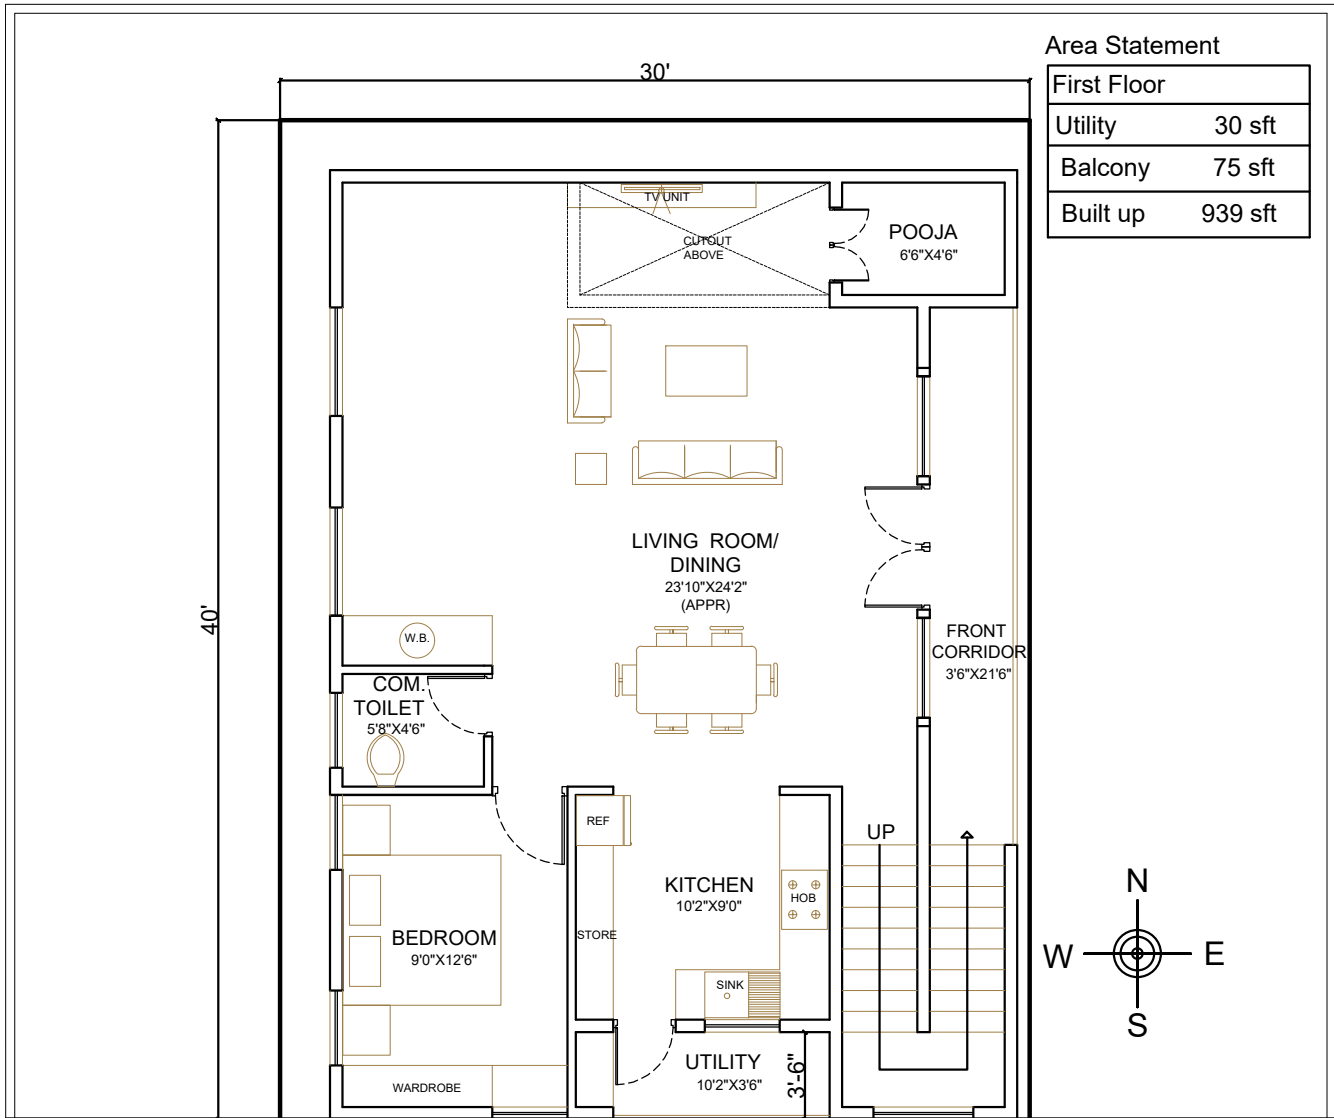 Area Statement
First Floor
Utility 30 sft
Balcony 75 sft
Built up 939 sft
30'
40'
TV UNIT
CUTOUT
ABOVE
POOJA
6'6"X4'6"
LIVING ROOM/
DINING
23'10"X24'2"
(APPR)
W.B.
FRONT
CORRIDOR
3'6"X21'6"
COM.
TOILET
5'8"X4'6"
REF
UP
KITCHEN
10'2"X9'0"
HOB
STORE
BEDROOM
9'0"X12'6"
SINK
UTILITY
10'2"X3'6"
3'-6"
WARDROBE
N
W
E
S